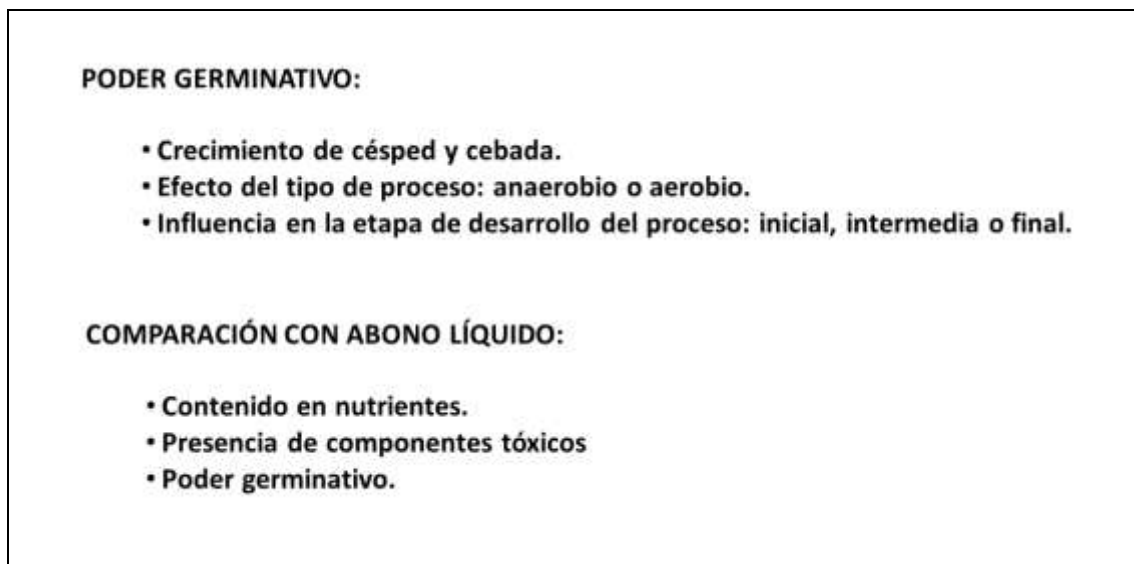 PODER GERMINATIVO:
• Crecimiento de césped y cebada.
• Efecto del tipo de proceso: anaerobio o aerobio.
• Influencia en la etapa de desarrollo del proceso: inicial, intermedia o final.
COMPARACIÓN CON ABONO LÍQUIDO:
• Contenido en nutrientes.
• Presencia de componentes tóxicos
• Poder germinativo.